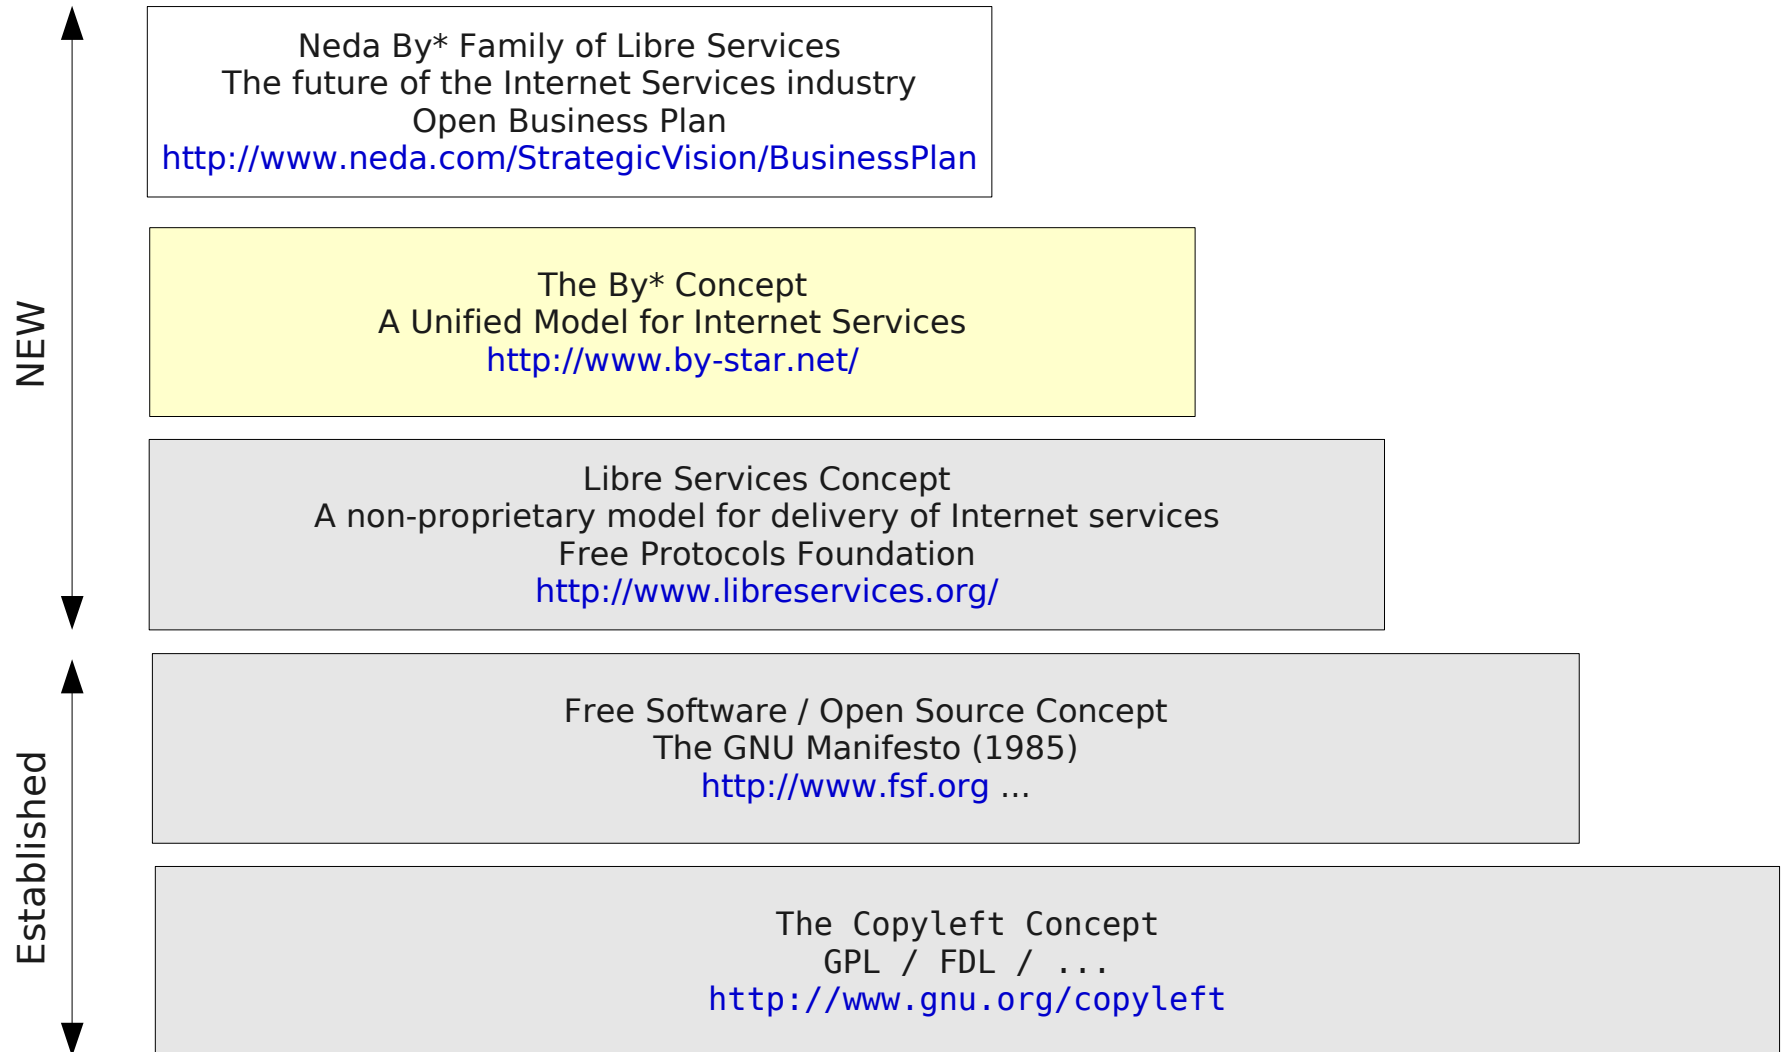 NEW
Neda By* Family of Libre Services
The future of the Internet Services industry
Open Business Plan
http://www.neda.com/StrategicVision/BusinessPlan
The By* Concept
A Unified Model for Internet Services
http://www.by-star.net/
Libre Services Concept
A non-proprietary model for delivery of Internet services
Free Protocols Foundation
http://www.libreservices.org/
Established
Free Software / Open Source Concept
The GNU Manifesto (1985)
http://www.fsf.org ...
The Copyleft Concept
GPL / FDL / ...
http://www.gnu.org/copyleft